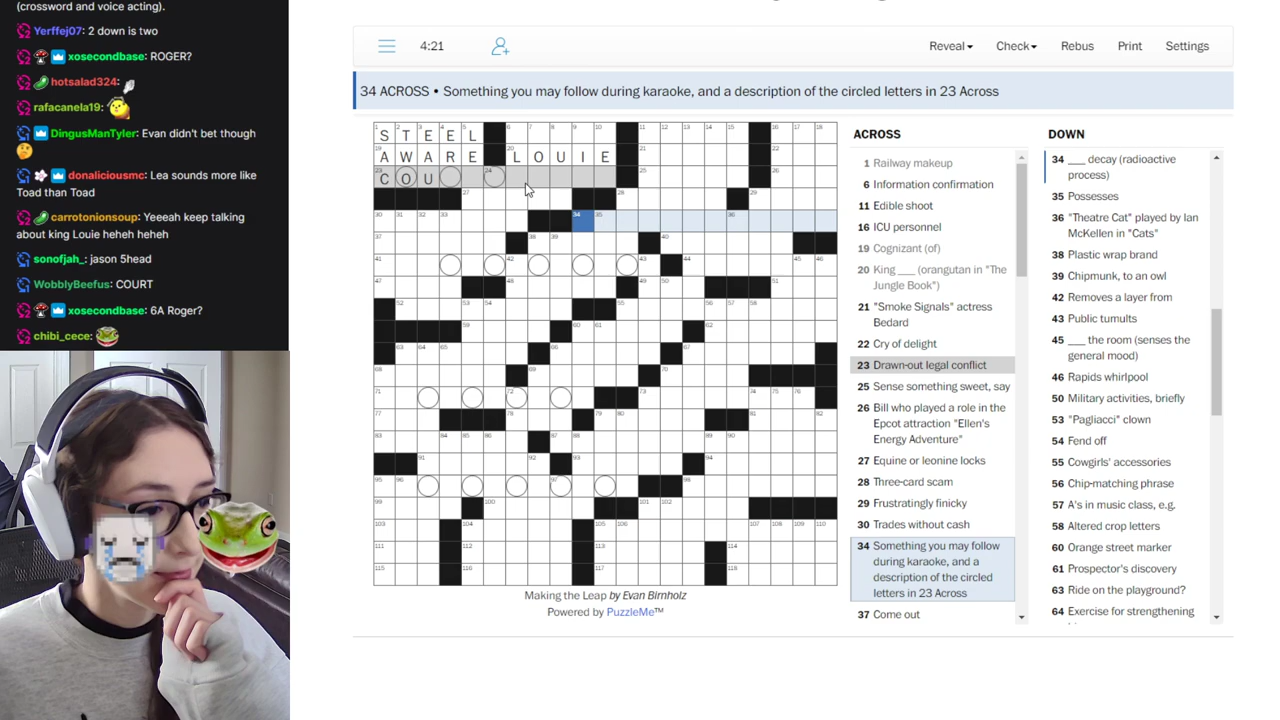 (crossword and voice acting).
Yerffej07: 2 down is two
xosecondbase: ROGER?
hotsalad324:
rafacanela19:
DingusManTyler: Evan didn't bet though
donaliciousmc: Lea sounds more like
Toad than Toad
carrotonionsoup: Yeeeah keep talking
about king Louie heheh heheh
sonofjah_: jason 5head
WobblyBeefus: COURT
xosecondbase: 6A Roger?
chibi_cece:
4:21
Reveal
Check
Rebus
Print
Settings
34 ACROSS • Something you may follow during karaoke, and a description of the circled letters in 23 Across
STEEL
AWARE LOUIE
COU
Making the Leap by Evan Birnholz
Powered by PuzzleMe™
ACROSS
1 Railway makeup
6 Information confirmation
11 Edible shoot
16 ICU personnel
19 Cognizant (of)
20 King ___ (orangutan in "The
Jungle Book")
21 "Smoke Signals" actress
Bedard
22 Cry of delight
23 Drawn-out legal conflict
25 Sense something sweet, say
26 Bill who played a role in the
Epcot attraction "Ellen's
Energy Adventure"
27 Equine or leonine locks
28 Three-card scam
29 Frustratingly finicky
30 Trades without cash
34 Something you may follow
during karaoke, and a
description of the circled
letters in 23 Across
37 Come out
DOWN
34 ___ decay (radioactive
process)
35 Possesses
36 "Theatre Cat" played by Ian
McKellen in "Cats"
38 Plastic wrap brand
39 Chipmunk, to an owl
42 Removes a layer from
43 Public tumults
45 ___ the room (senses the
general mood)
46 Rapids whirlpool
50 Military activities, briefly
53 "Pagliacci" clown
54 Fend off
55 Cowgirls' accessories
56 Chip-matching phrase
57 A's in music class, e.g.
58 Altered crop letters
60 Orange street marker
61 Prospector's discovery
63 Ride on the playground?
64 Exercise for strengthening